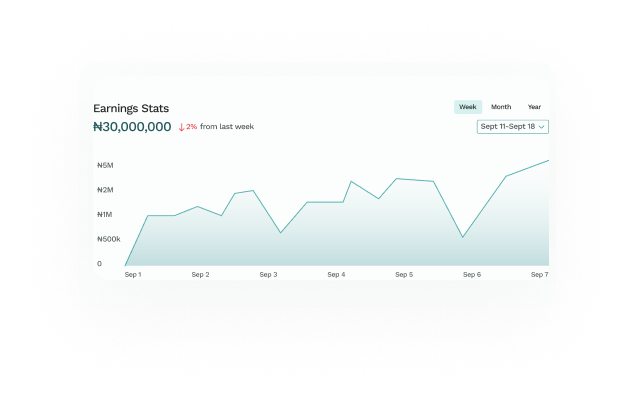 Earnings Stats
Week Month Year
₦30,000,000 ↓2% from last week
Sept 11-Sept 18
₦5M
₦2M
₦1M
₦500k
0
Sep 1 Sep 2 Sep 3 Sep 4 Sep 5 Sep 6 Sep 7